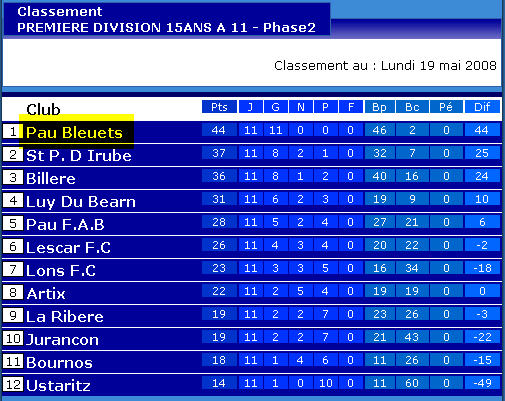 Classement
PREMIERE DIVISION 15ANS A 11 - Phase2
Classement au : Lundi 19 mai 2008
Club Pts J G N P F Bp Bc Pé Dif
1 Pau Bleuets 44 11 11 0 0 0 46 2 0 44
2 St P. D Irube 37 11 8 2 1 0 32 7 0 25
3 Billere 36 11 8 1 2 0 40 16 0 24
4 Luy Du Bearn 31 11 6 2 3 0 19 9 0 10
5 Pau F.A.B 28 11 5 2 4 0 27 21 0 6
6 Lescar F.C 26 11 4 3 4 0 20 22 0 -2
7 Lons F.C 23 11 3 3 5 0 16 34 0 -18
8 Artix 22 11 2 5 4 0 19 19 0 0
9 La Ribere 19 11 2 2 7 0 23 26 0 -3
10 Jurancon 19 11 2 2 7 0 21 43 0 -22
11 Bournos 18 11 1 4 6 0 11 26 0 -15
12 Ustaritz 14 11 1 0 10 0 11 60 0 -49